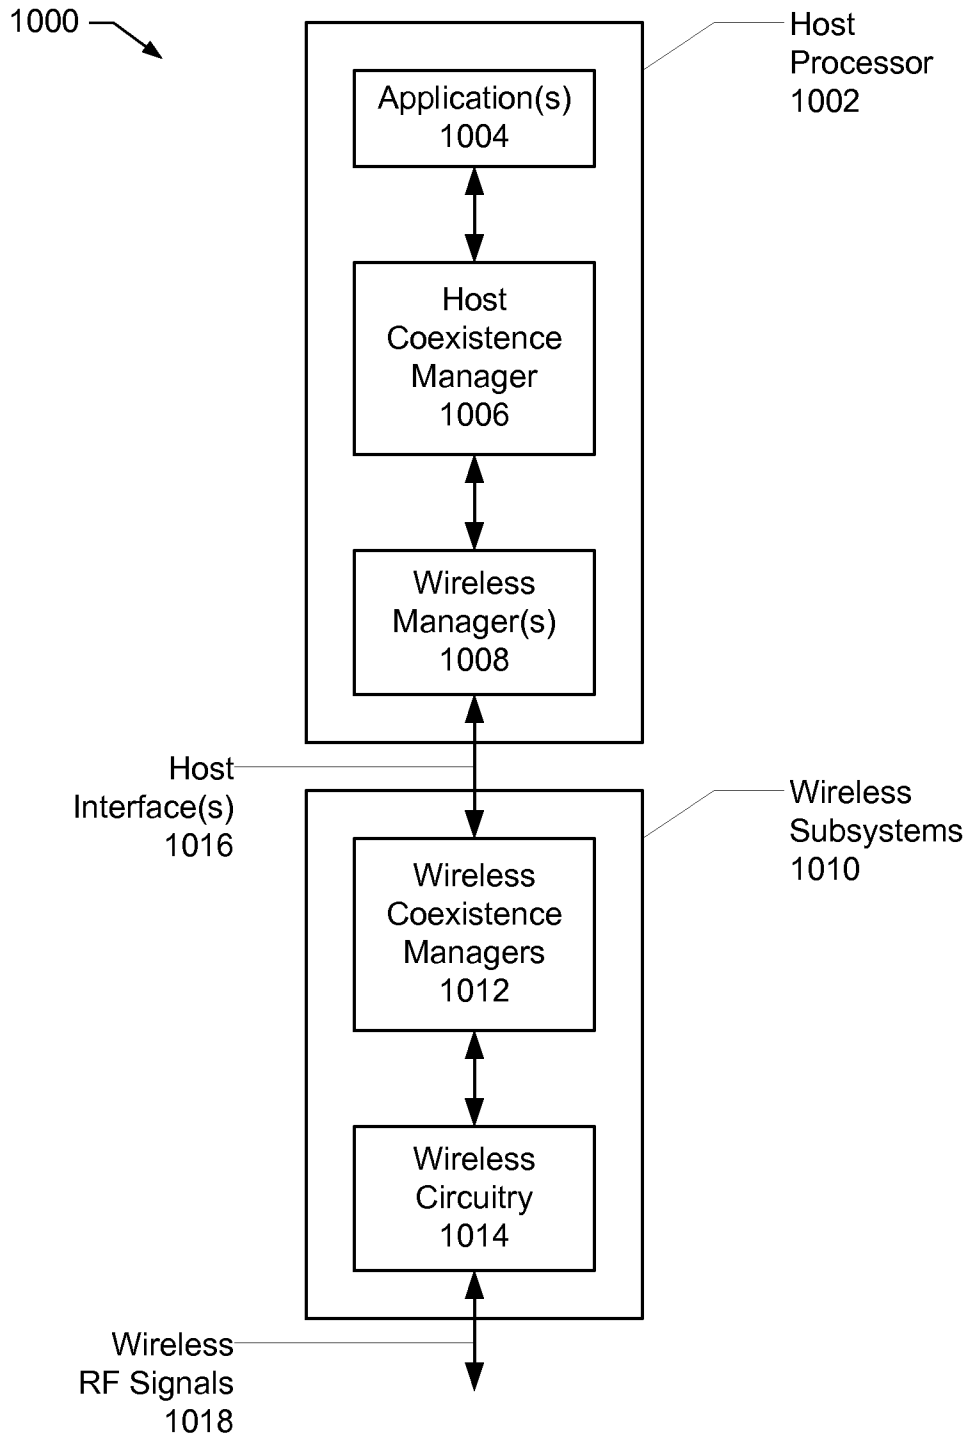 1000
Host
Processor
1002
Application(s)
1004
Host
Coexistence
Manager
1006
Wireless
Manager(s)
1008
Host
Interface(s)
1016
Wireless
Subsystems
1010
Wireless
Coexistence
Managers
1012
Wireless
Circuitry
1014
Wireless
RF Signals
1018